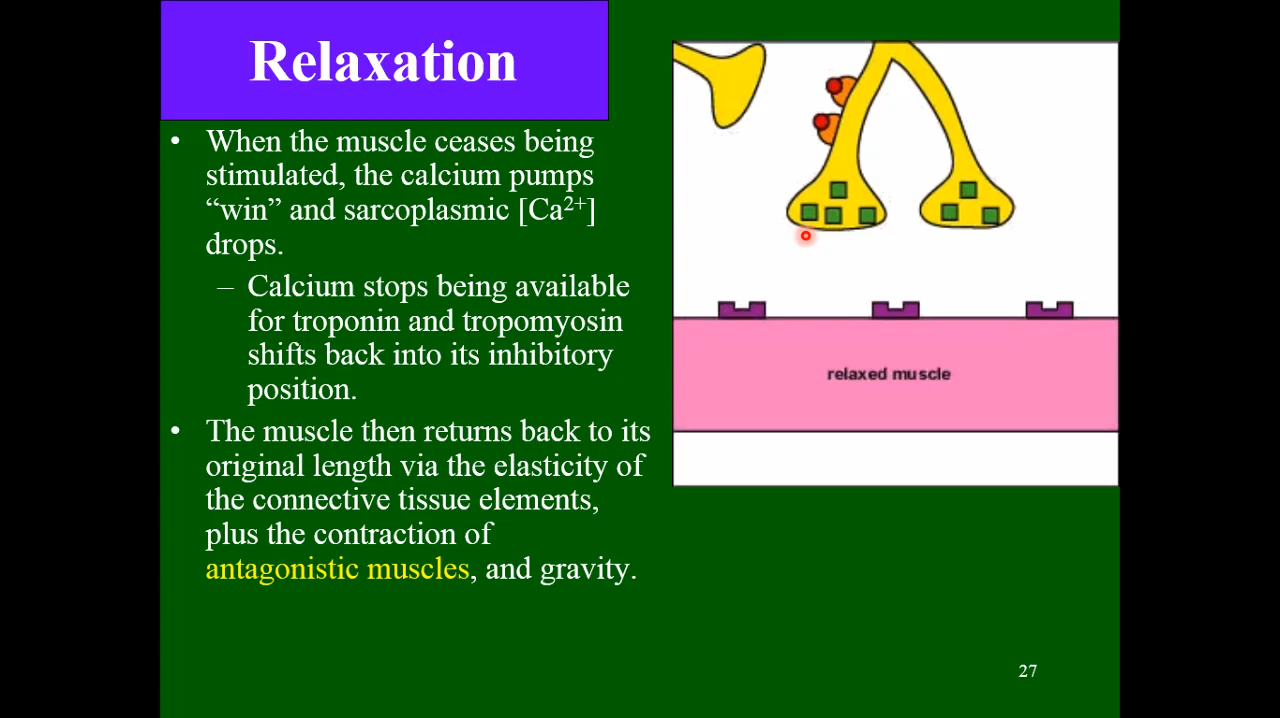 Relaxation
• When the muscle ceases being
stimulated, the calcium pumps
“win” and sarcoplasmic [Ca²⁺]
drops.
– Calcium stops being available
for troponin and tropomyosin
shifts back into its inhibitory
position.
• The muscle then returns back to its
original length via the elasticity of
the connective tissue elements,
plus the contraction of
antagonistic muscles, and gravity.
relaxed muscle
27